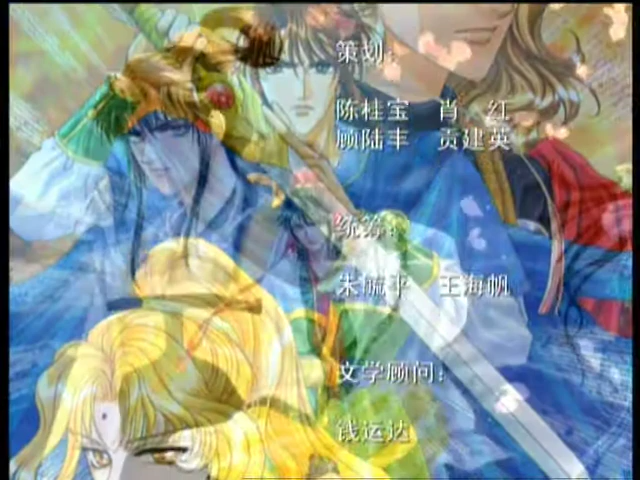 策划：
陈桂宝 肖 红
顾陆丰 贡建英
统筹：
朱毓平 王海帆
文学顾问：
钱运达